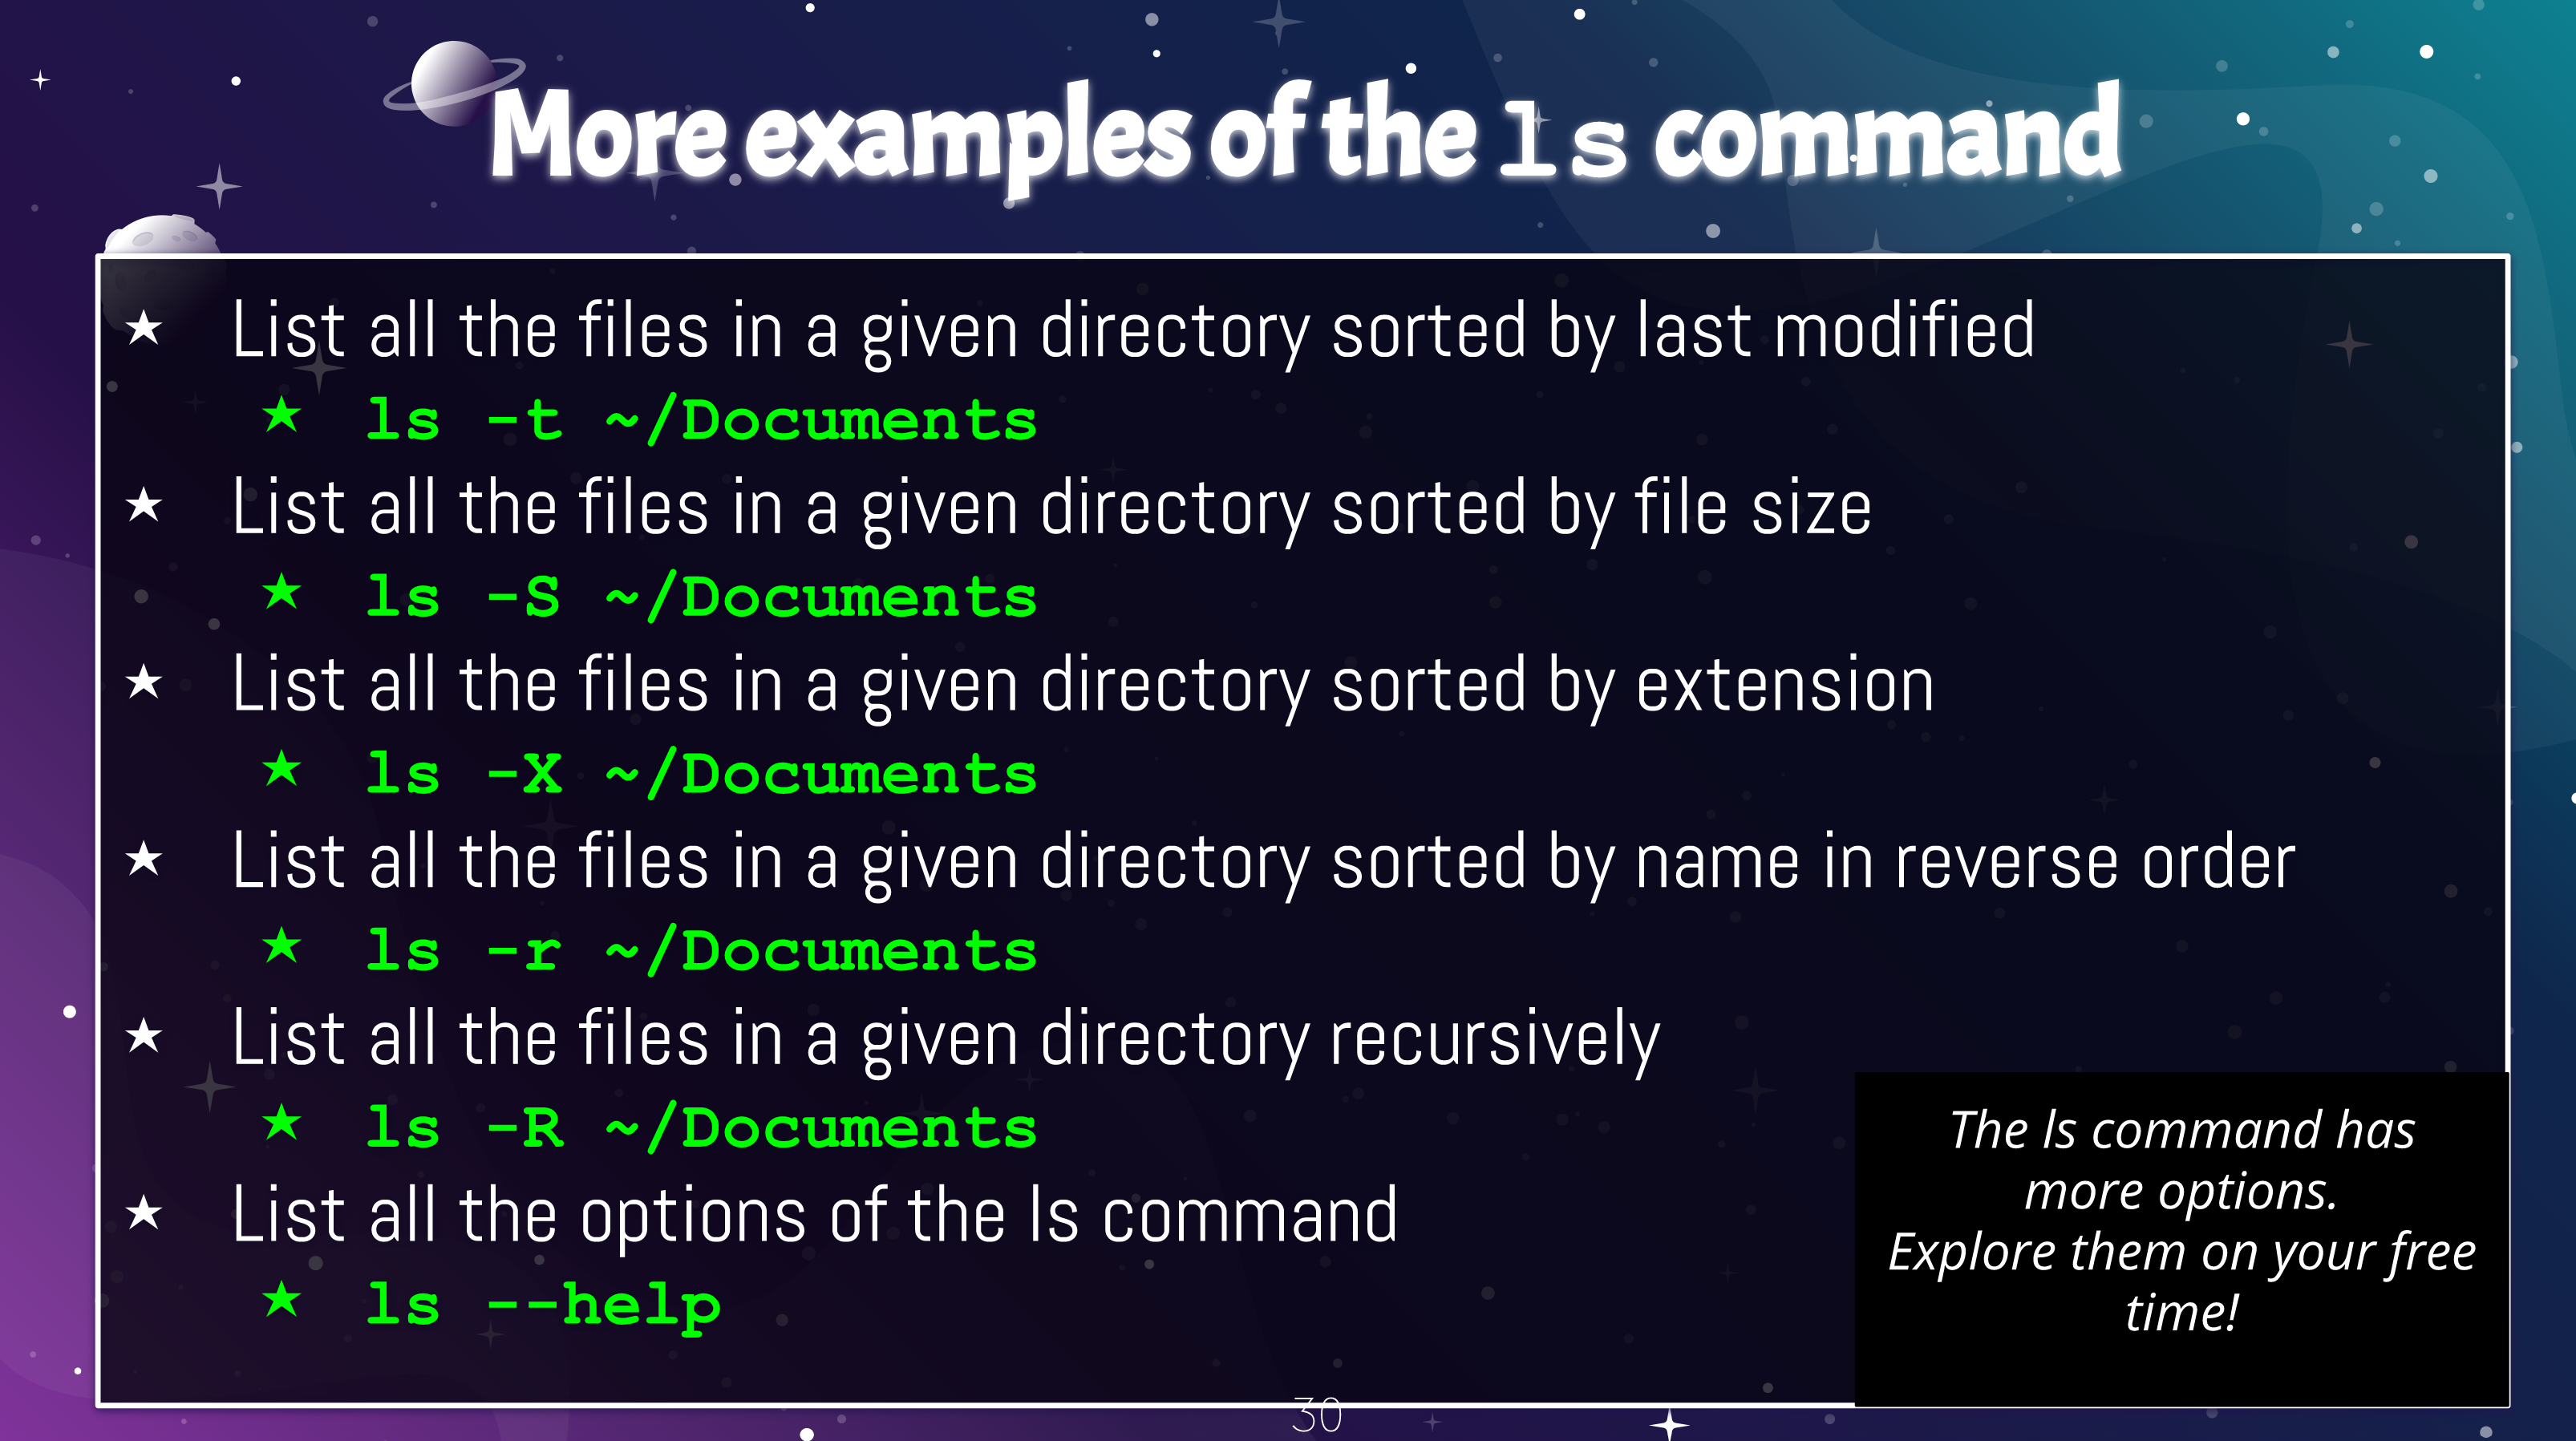 More examples of the ls command
★ List all the files in a given directory sorted by last modified
★ ls -t ~/Documents
★ List all the files in a given directory sorted by file size
★ ls -S ~/Documents
★ List all the files in a given directory sorted by extension
★ ls -X ~/Documents
★ List all the files in a given directory sorted by name in reverse order
★ ls -r ~/Documents
★ List all the files in a given directory recursively
★ ls -R ~/Documents
★ List all the options of the ls command
★ ls --help
The ls command has
more options.
Explore them on your free
time!
30